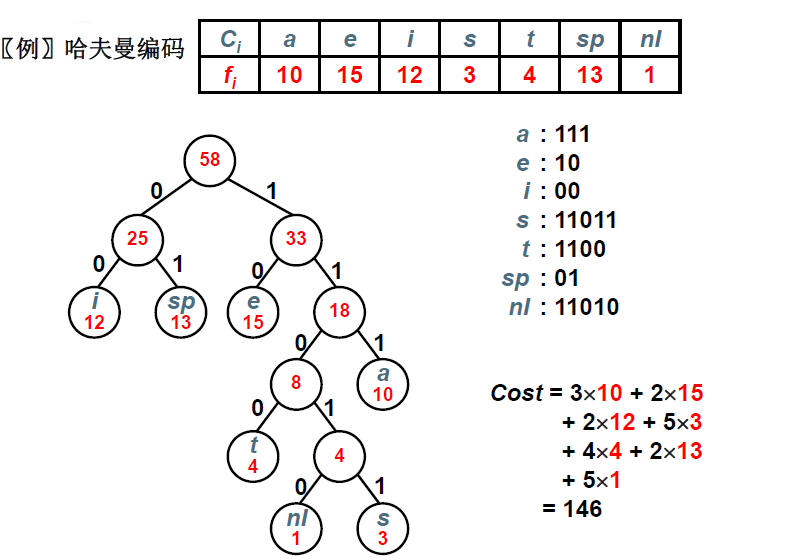 〖例〗哈夫曼编码
Ci a e i s t sp nl
fi 10 15 12 3 4 13 1
58
0 1
25 33
0 1 0 1
i 12 sp 13 e 15 18
0 1
8 a 10
0 1
t 4 4
0 1
nl 1 s 3
a : 111
e : 10
i : 00
s : 11011
t : 1100
sp : 01
nl : 11010
Cost = 3×10 + 2×15
+ 2×12 + 5×3
+ 4×4 + 2×13
+ 5×1
= 146